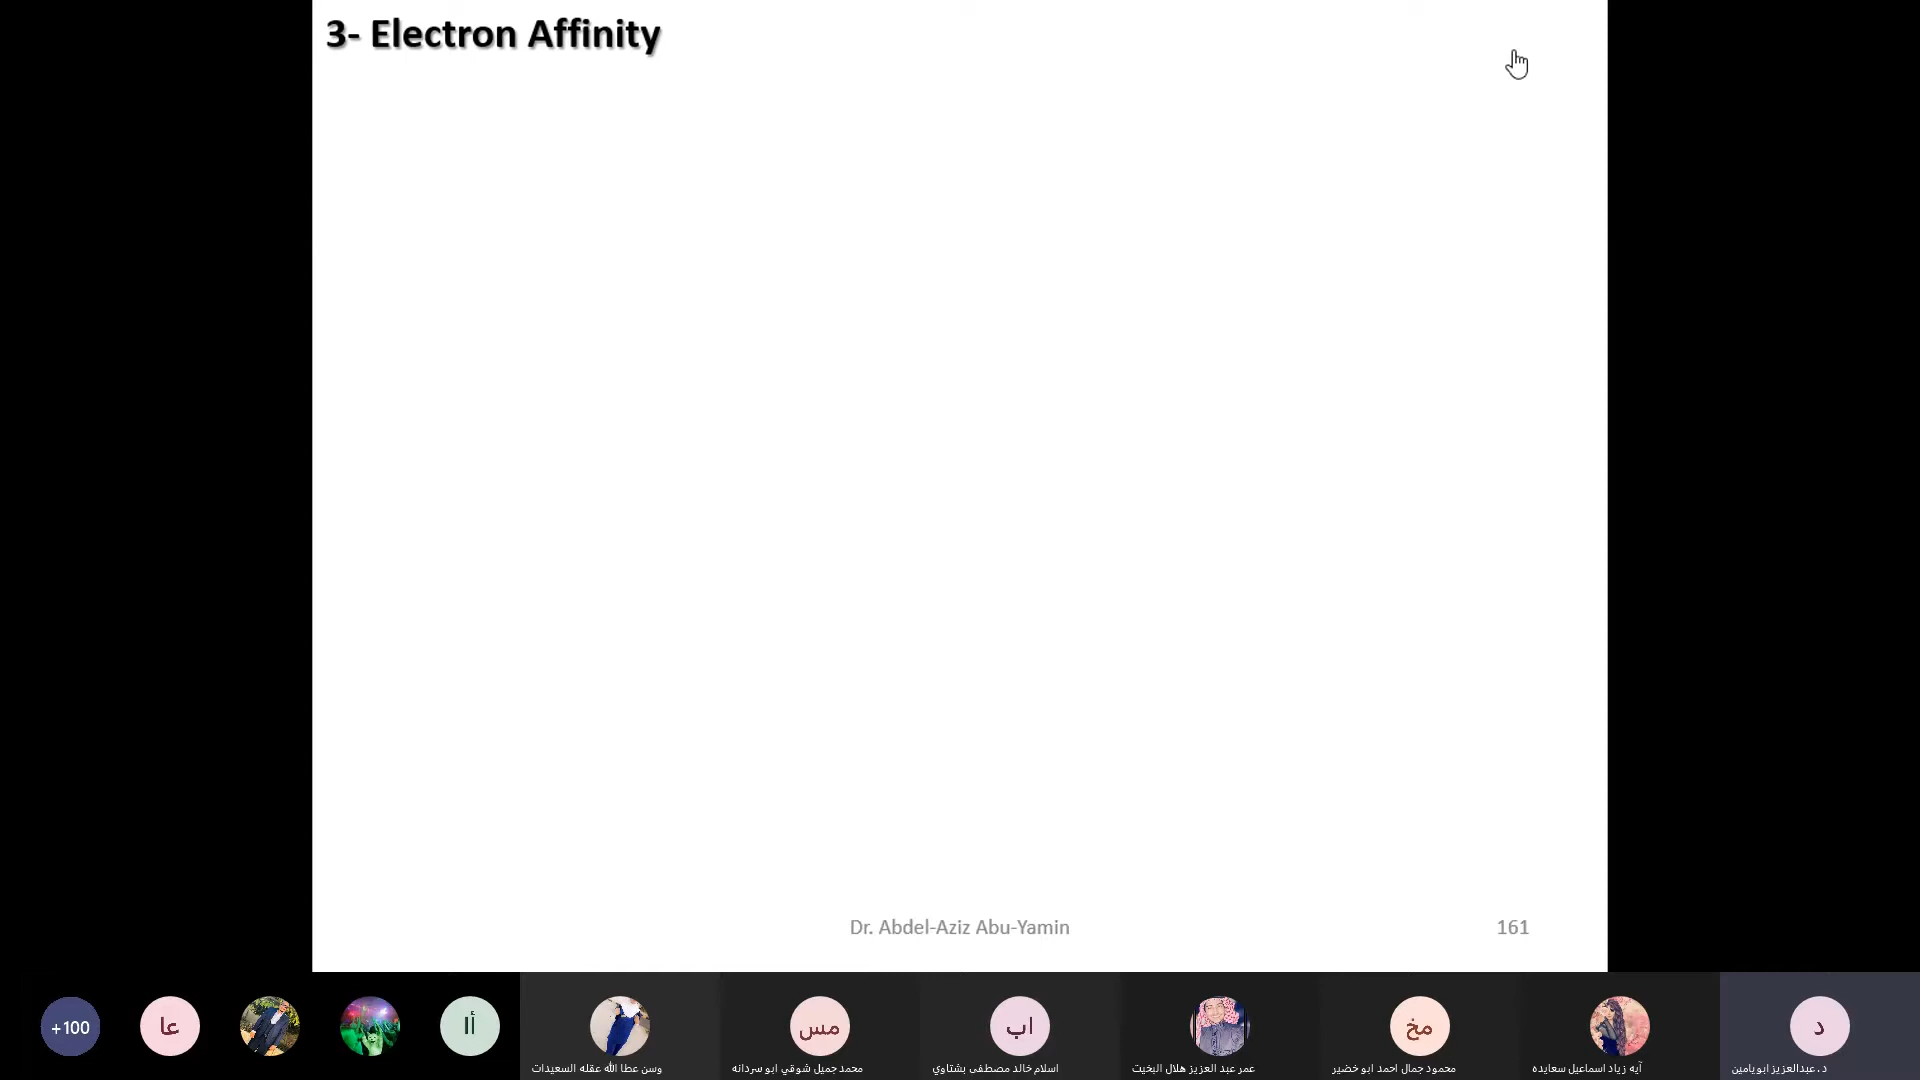 3- Electron Affinity
Dr. Abdel-Aziz Abu-Yamin
161
+100
عا
أا
مس
اب
مخ
د
وسن عطا الله عقله السعيدات
محمد جميل شوقي ابو سردانه
اسلام خالد مصطفى بشتاوي
عمر عبد العزيز هلال البخيت
محمود جمال احمد ابو خضير
آيه زياد اسماعيل سعايده
د. عبدالعزيز ابويامين